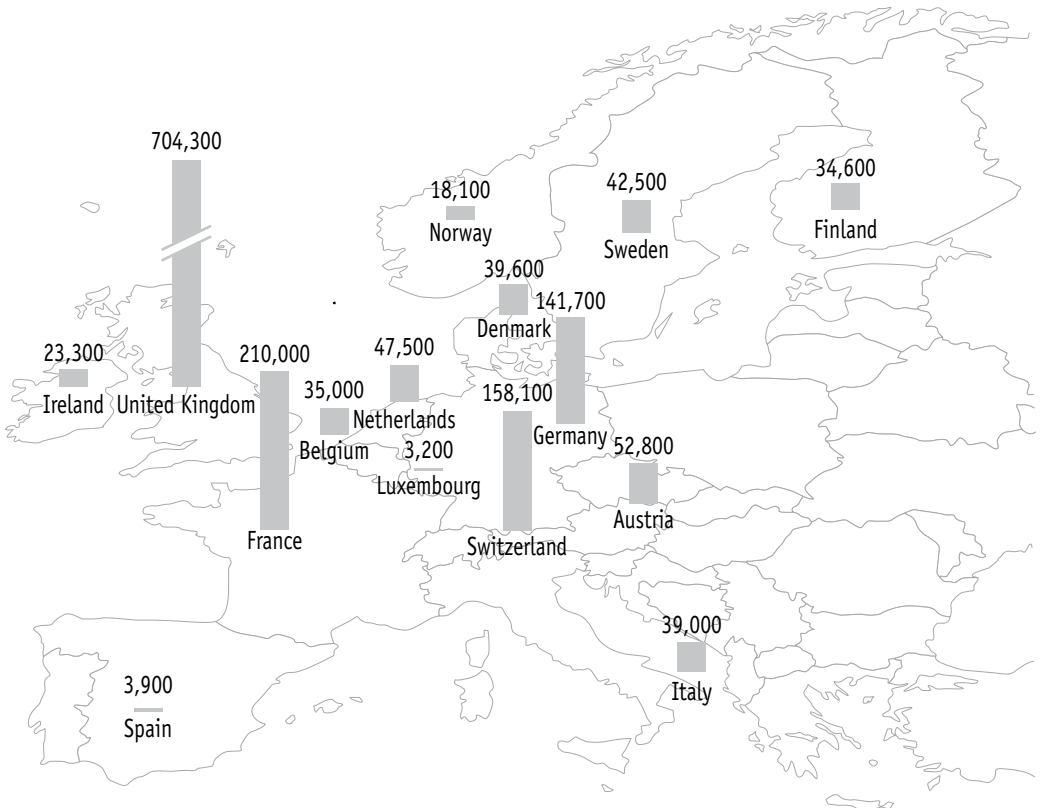 704,300
United Kingdom
18,100
Norway
42,500
Sweden
34,600
Finland
39,600
Denmark
141,700
Germany
23,300
Ireland
210,000
France
35,000
Belgium
47,500
Netherlands
158,100
Switzerland
3,200
Luxembourg
52,800
Austria
39,000
Italy
3,900
Spain